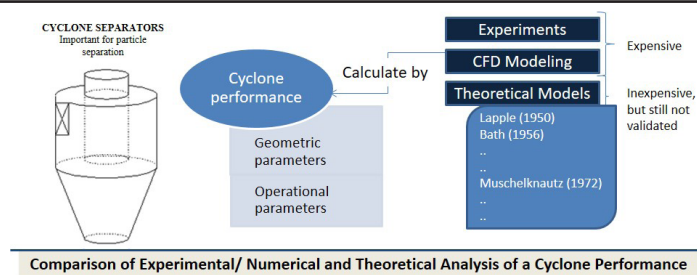 CYCLONE SEPARATORS
Important for particle
separation
Cyclone
performance
Calculate by
Geometric
parameters
Operational
parameters
Experiments
CFD Modeling
Theoretical Models
Lapple (1950)
Bath (1956)
..
..
Muschelknautz (1972)
..
..
Expensive
Inexpensive,
but still not
validated
Comparison of Experimental/ Numerical and Theoretical Analysis of a Cyclone Performance